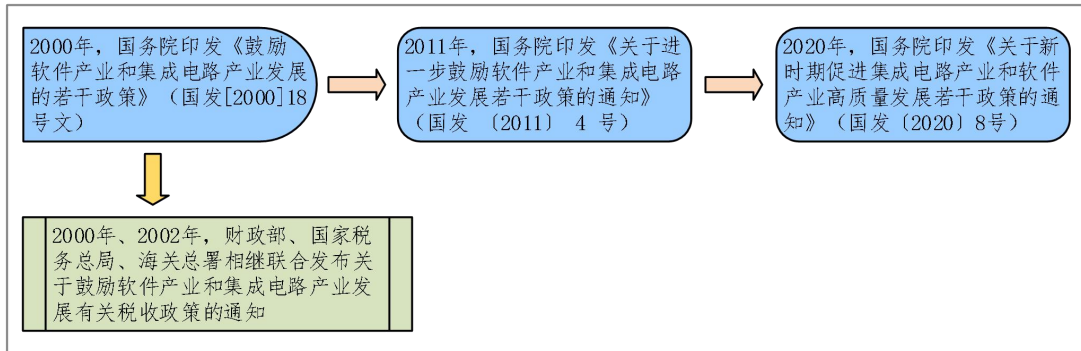 2000年，国务院印发《鼓励
软件产业和集成电路产业发展
的若干政策》（国发[2000]18
号文）
2011年，国务院印发《关于进
一步鼓励软件产业和集成电路
产业发展若干政策的通知》
（国发〔2011〕4 号）
2020年，国务院印发《关于新
时期促进集成电路产业和软件
产业高质量发展若干政策的通
知》（国发〔2020〕8号）
2000年、2002年，财政部、国家税
务总局、海关总署相继联合发布关
于鼓励软件产业和集成电路产业发
展有关税收政策的通知